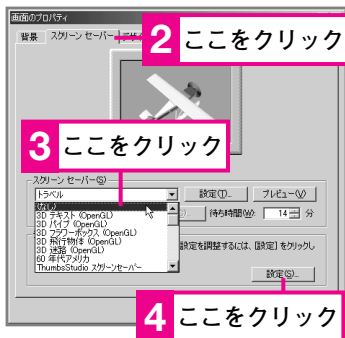 画面のプロパティ
背景 スクリーン セーバー デザ
2 ここをクリック
3 ここをクリック
スクリーン セーバー(S)
トラベル 設定(T)... プレビュー(V)
(なし)
3D テキスト (OpenGL) 待ち時間(W): 14 分
3D パイプ (OpenGL)
3D フラワーボックス (OpenGL)
3D 飛行物体 (OpenGL) 設定を調整するには、[設定] をクリックし
3D 迷路 (OpenGL)
60 年代アメリカ
ThumbsStudio スクリーンセーバー 設定(S)...
4 ここをクリック